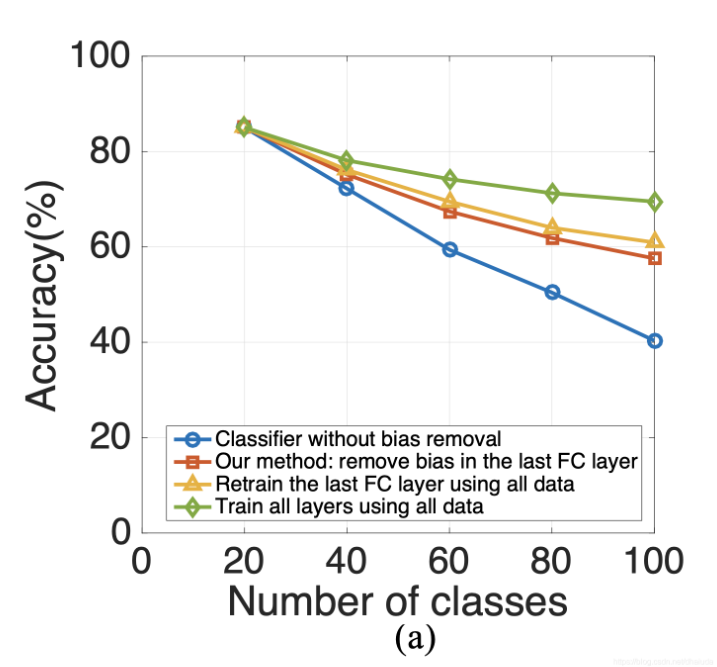 100
80
60
40
20
0
Accuracy(%)
Classifier without bias removal
Our method: remove bias in the last FC layer
Retrain the last FC layer using all data
Train all layers using all data
0 20 40 60 80 100
Number of classes
(a)